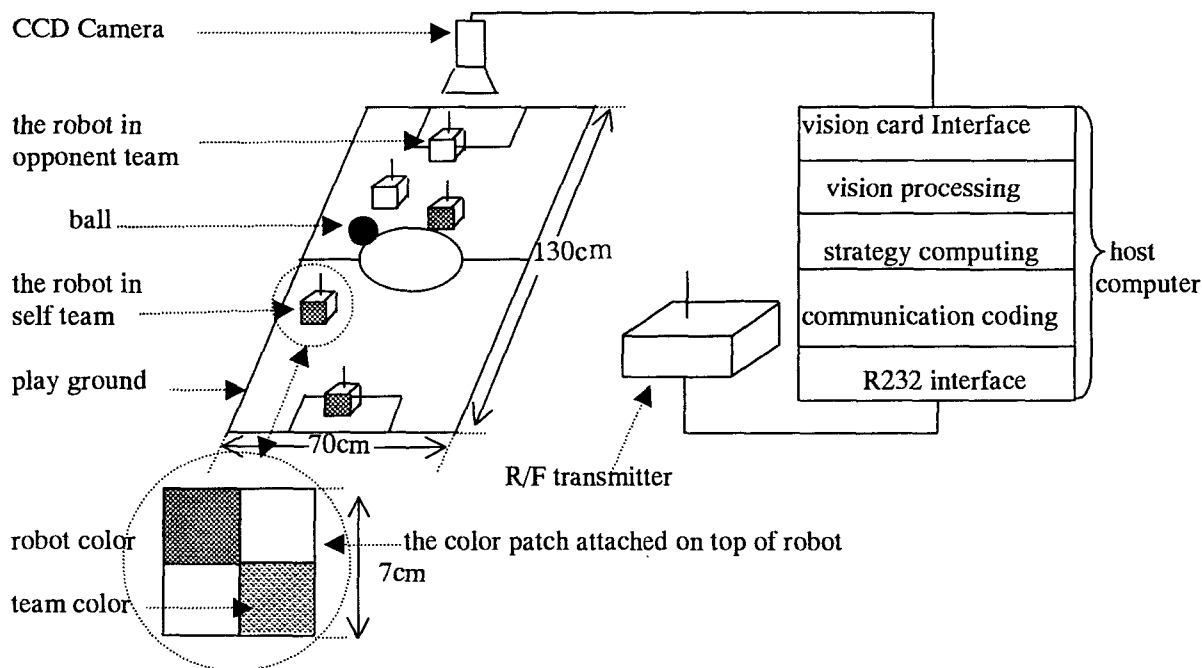 CCD Camera
the robot in
opponent team
ball
the robot in
self team
play ground
130cm
70cm
vision card Interface
vision processing
strategy computing
communication coding
R232 interface
host
computer
R/F transmitter
robot color
team color
the color patch attached on top of robot
7cm